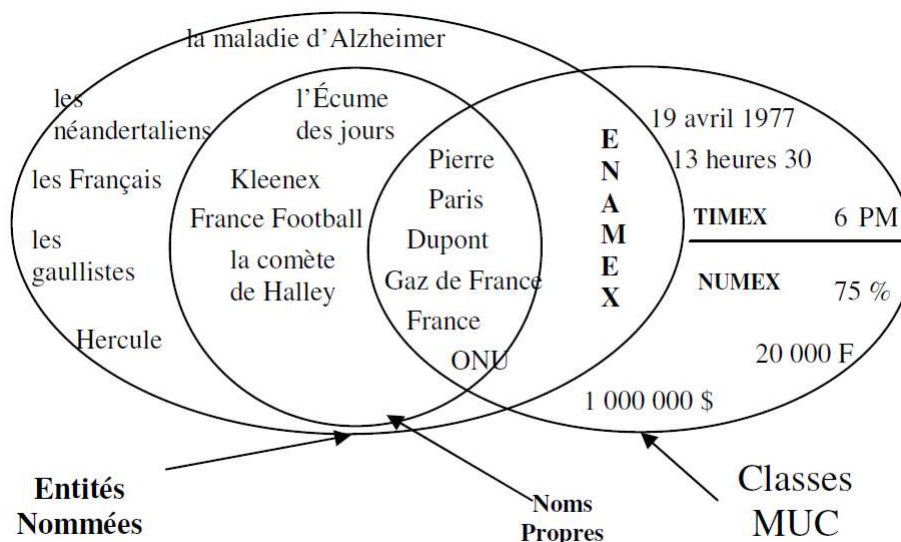 la maladie d'Alzheimer
les
néandertaliens
l'Écume
des jours
les Français
Kleenex
France Football
les
gaullistes
la comète
de Halley
Hercule
Pierre
Paris
Dupont
Gaz de France
France
ONU
E
N
A
M
E
X
19 avril 1977
13 heures 30
TIMEX
6 PM
NUMEX
75 %
20 000 F
1 000 000 $
Entités
Nommées
Noms
Propres
Classes
MUC